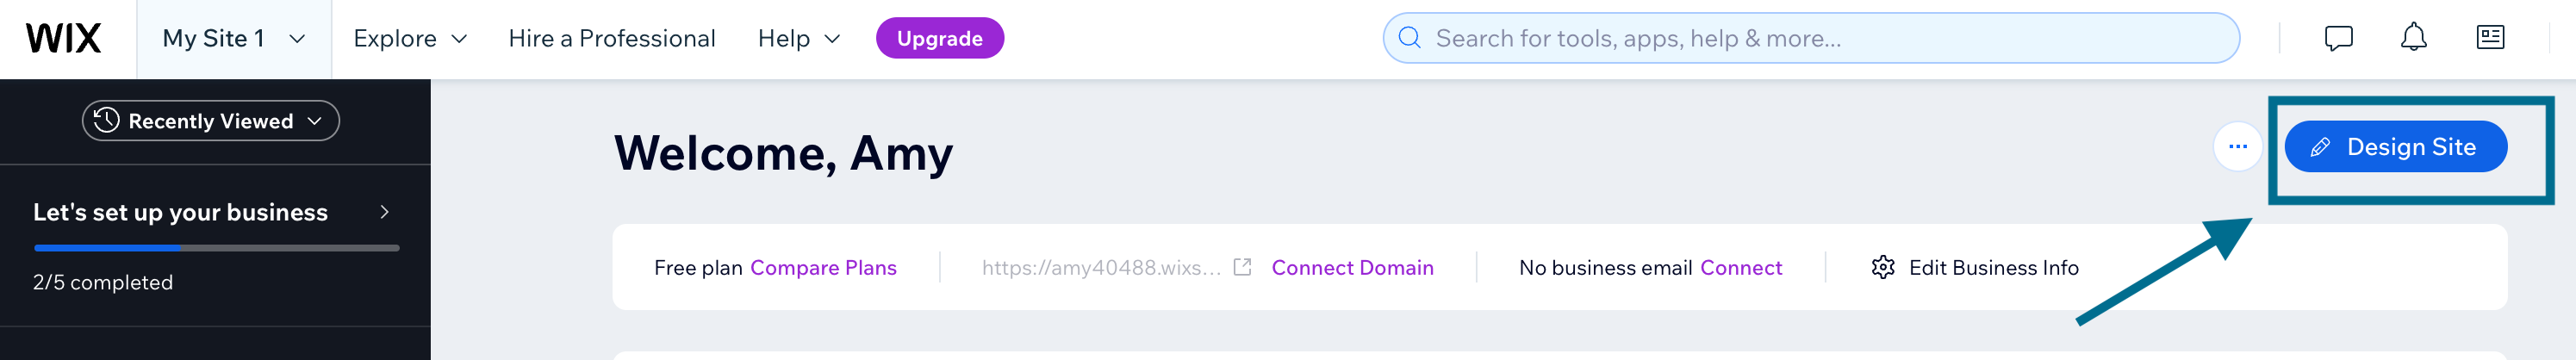 WIX My Site 1 Explore Hire a Professional Help Upgrade Search for tools, apps, help & more...
Recently Viewed
Welcome, Amy
... Design Site
Let's set up your business
2/5 completed
Free plan Compare Plans https://amy40488.wixs... Connect Domain No business email Connect Edit Business Info